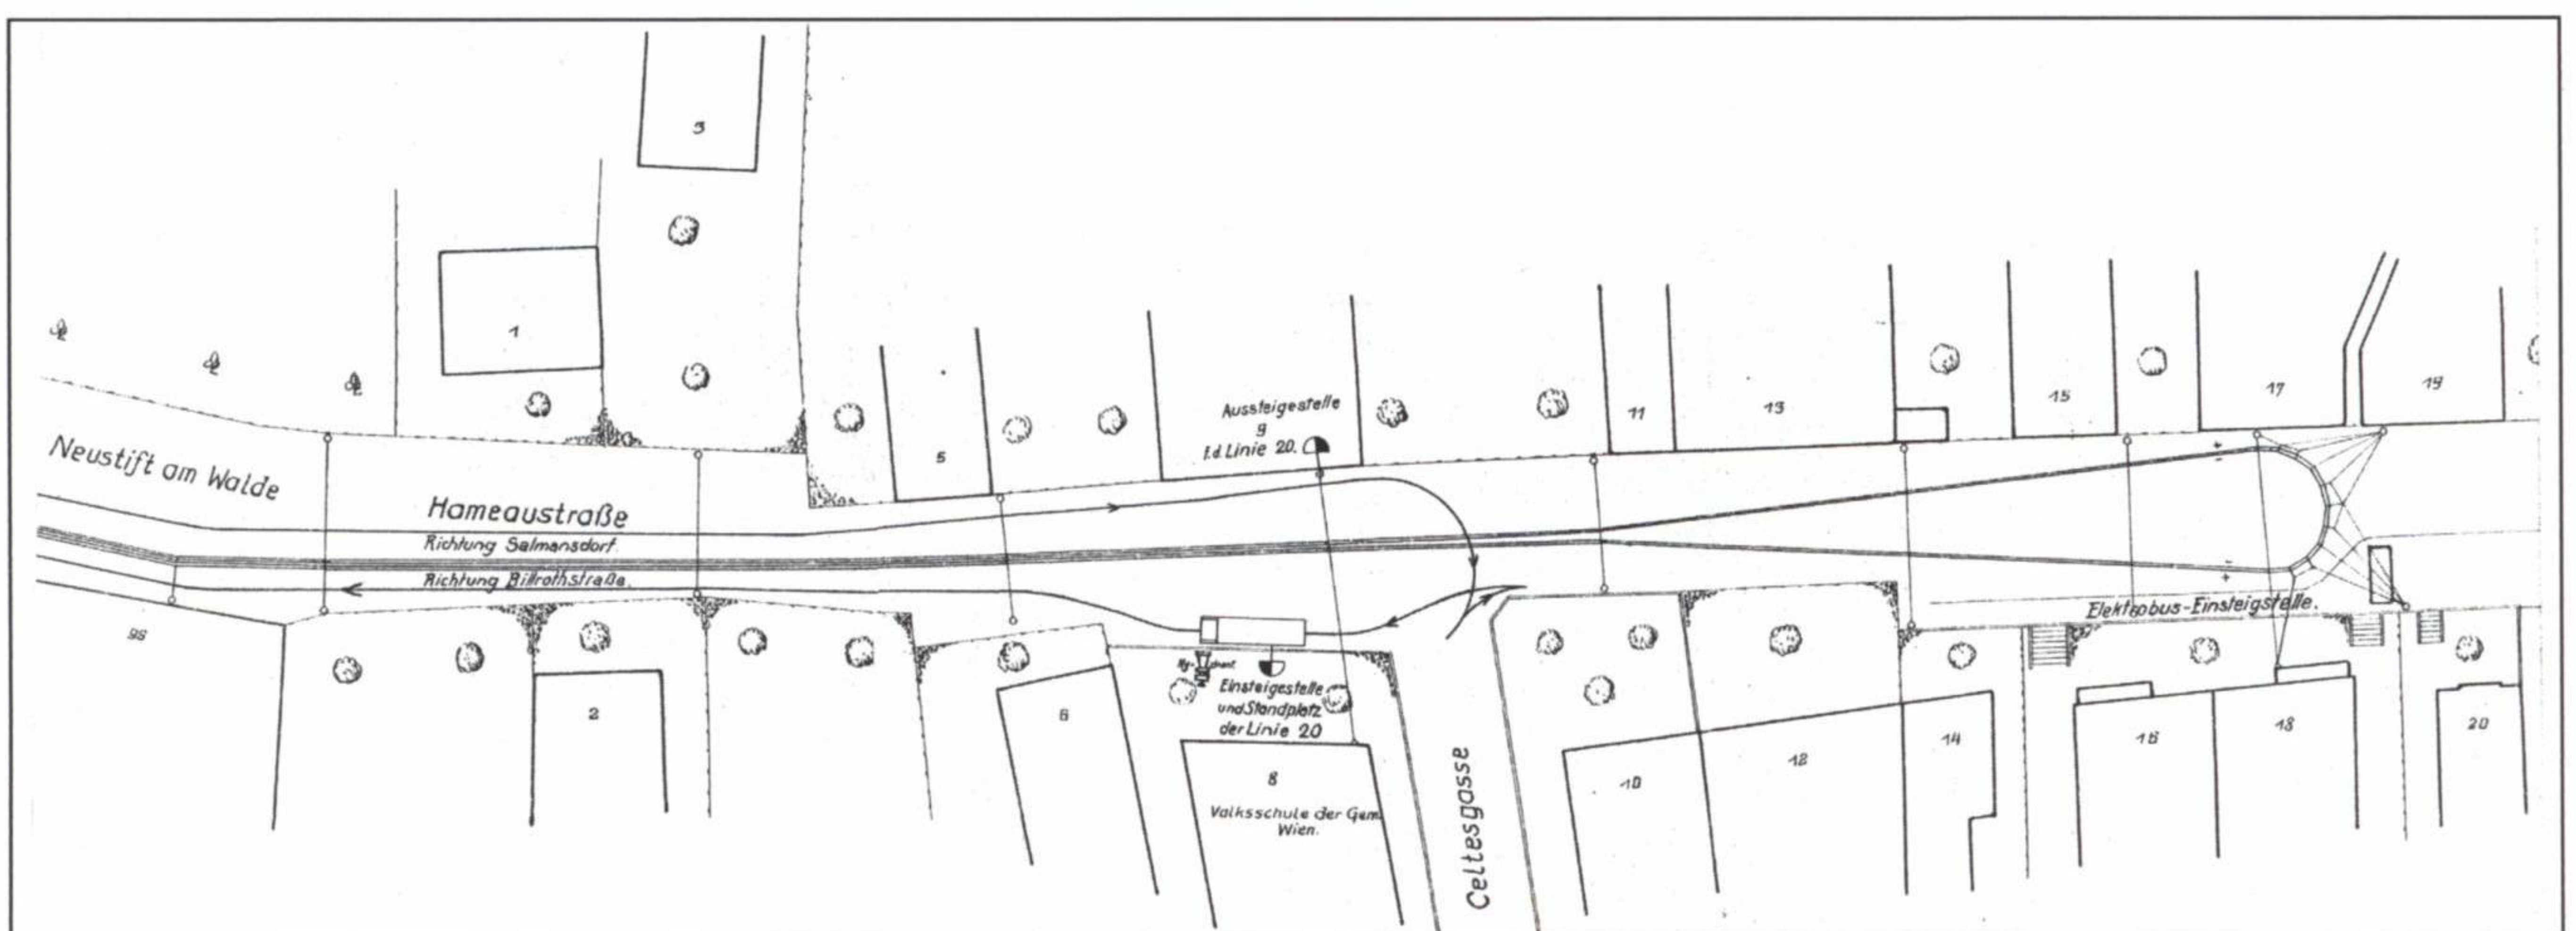 3
1
Neustift am Walde
Hameaustraße
Richtung Salmansdorf.
Richtung Billrothstraße.
5
Aussteigestelle
9
f.d. Linie 20.
11
13
15
17
19
+
-
-
+
Elektrobus-Einsteigstelle.
2
6
Einsteigestelle
und Standplatz
der Linie 20
8
Volksschule der Gem.
Wien.
Celtesgasse
10
12
14
16
18
20